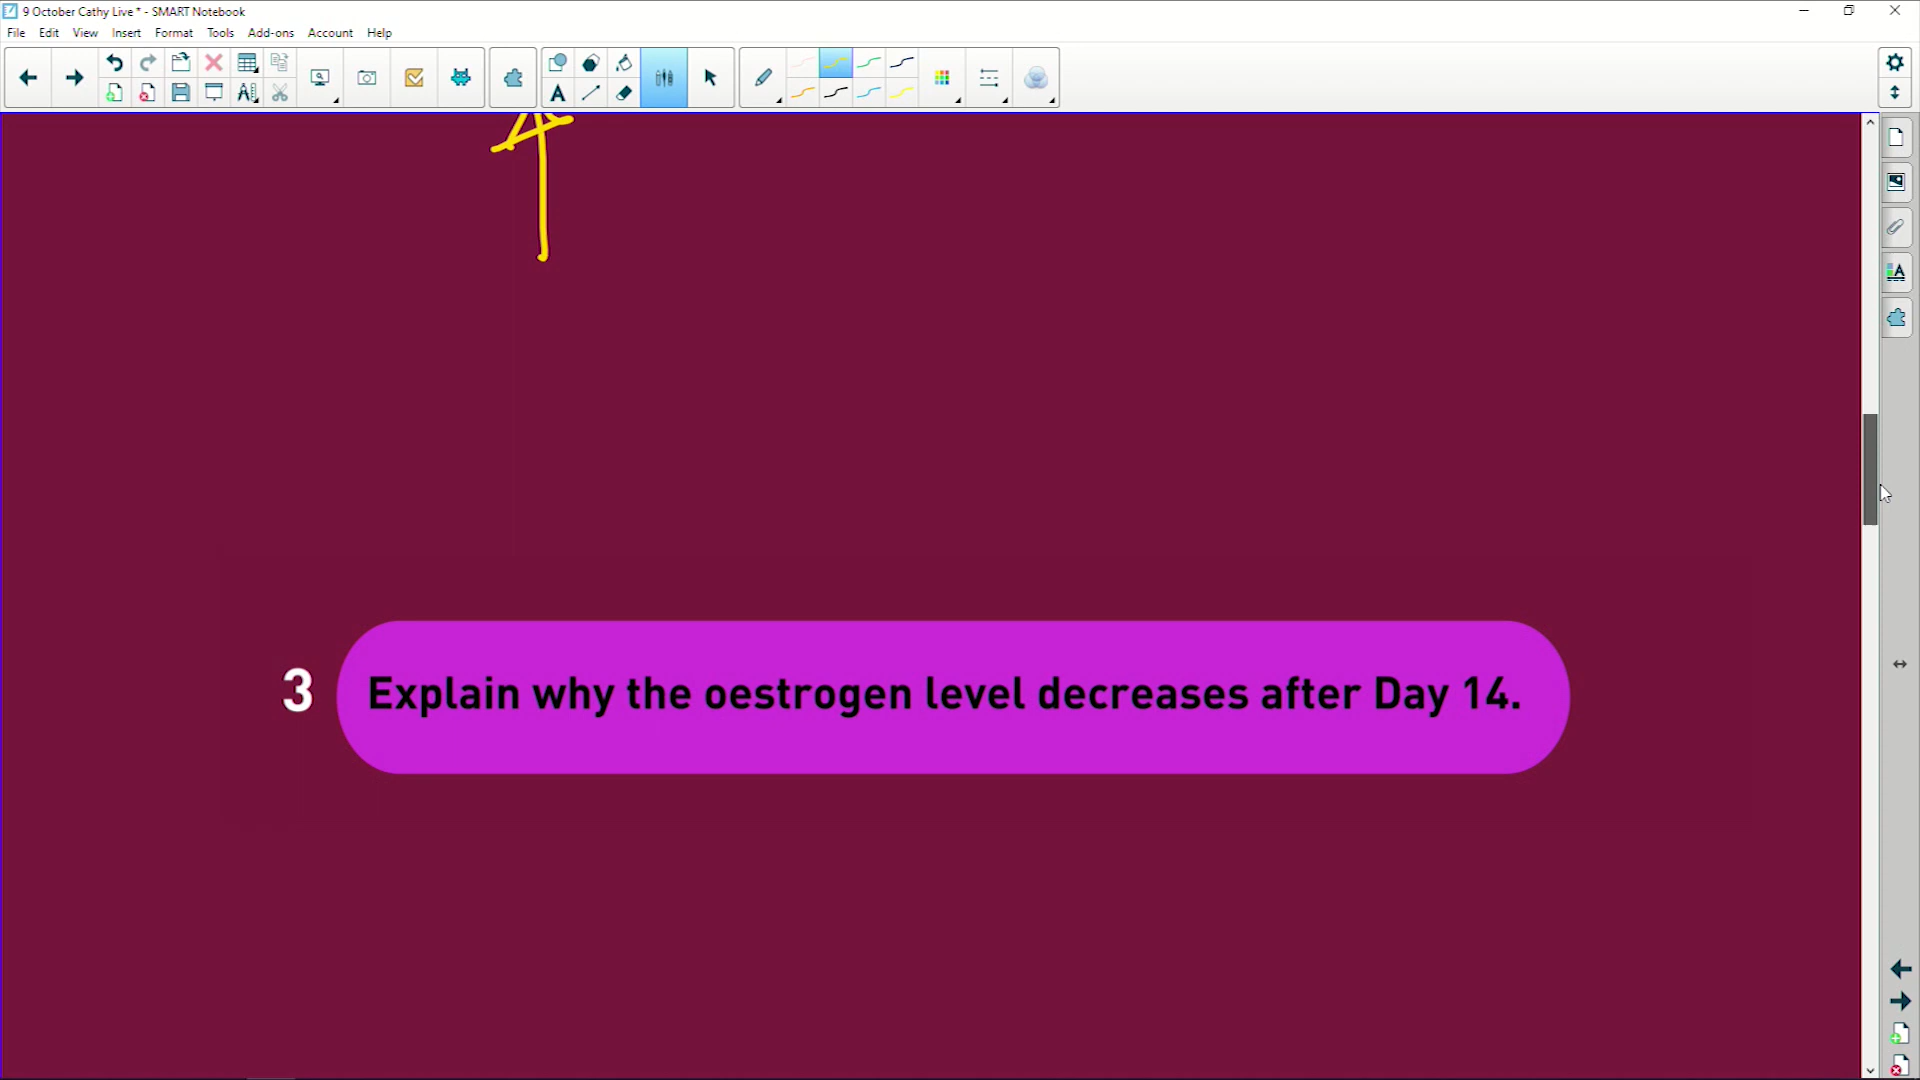 9 October Cathy Live * - SMART Notebook
File Edit View Insert Format Tools Add-ons Account Help
3 Explain why the oestrogen level decreases after Day 14.